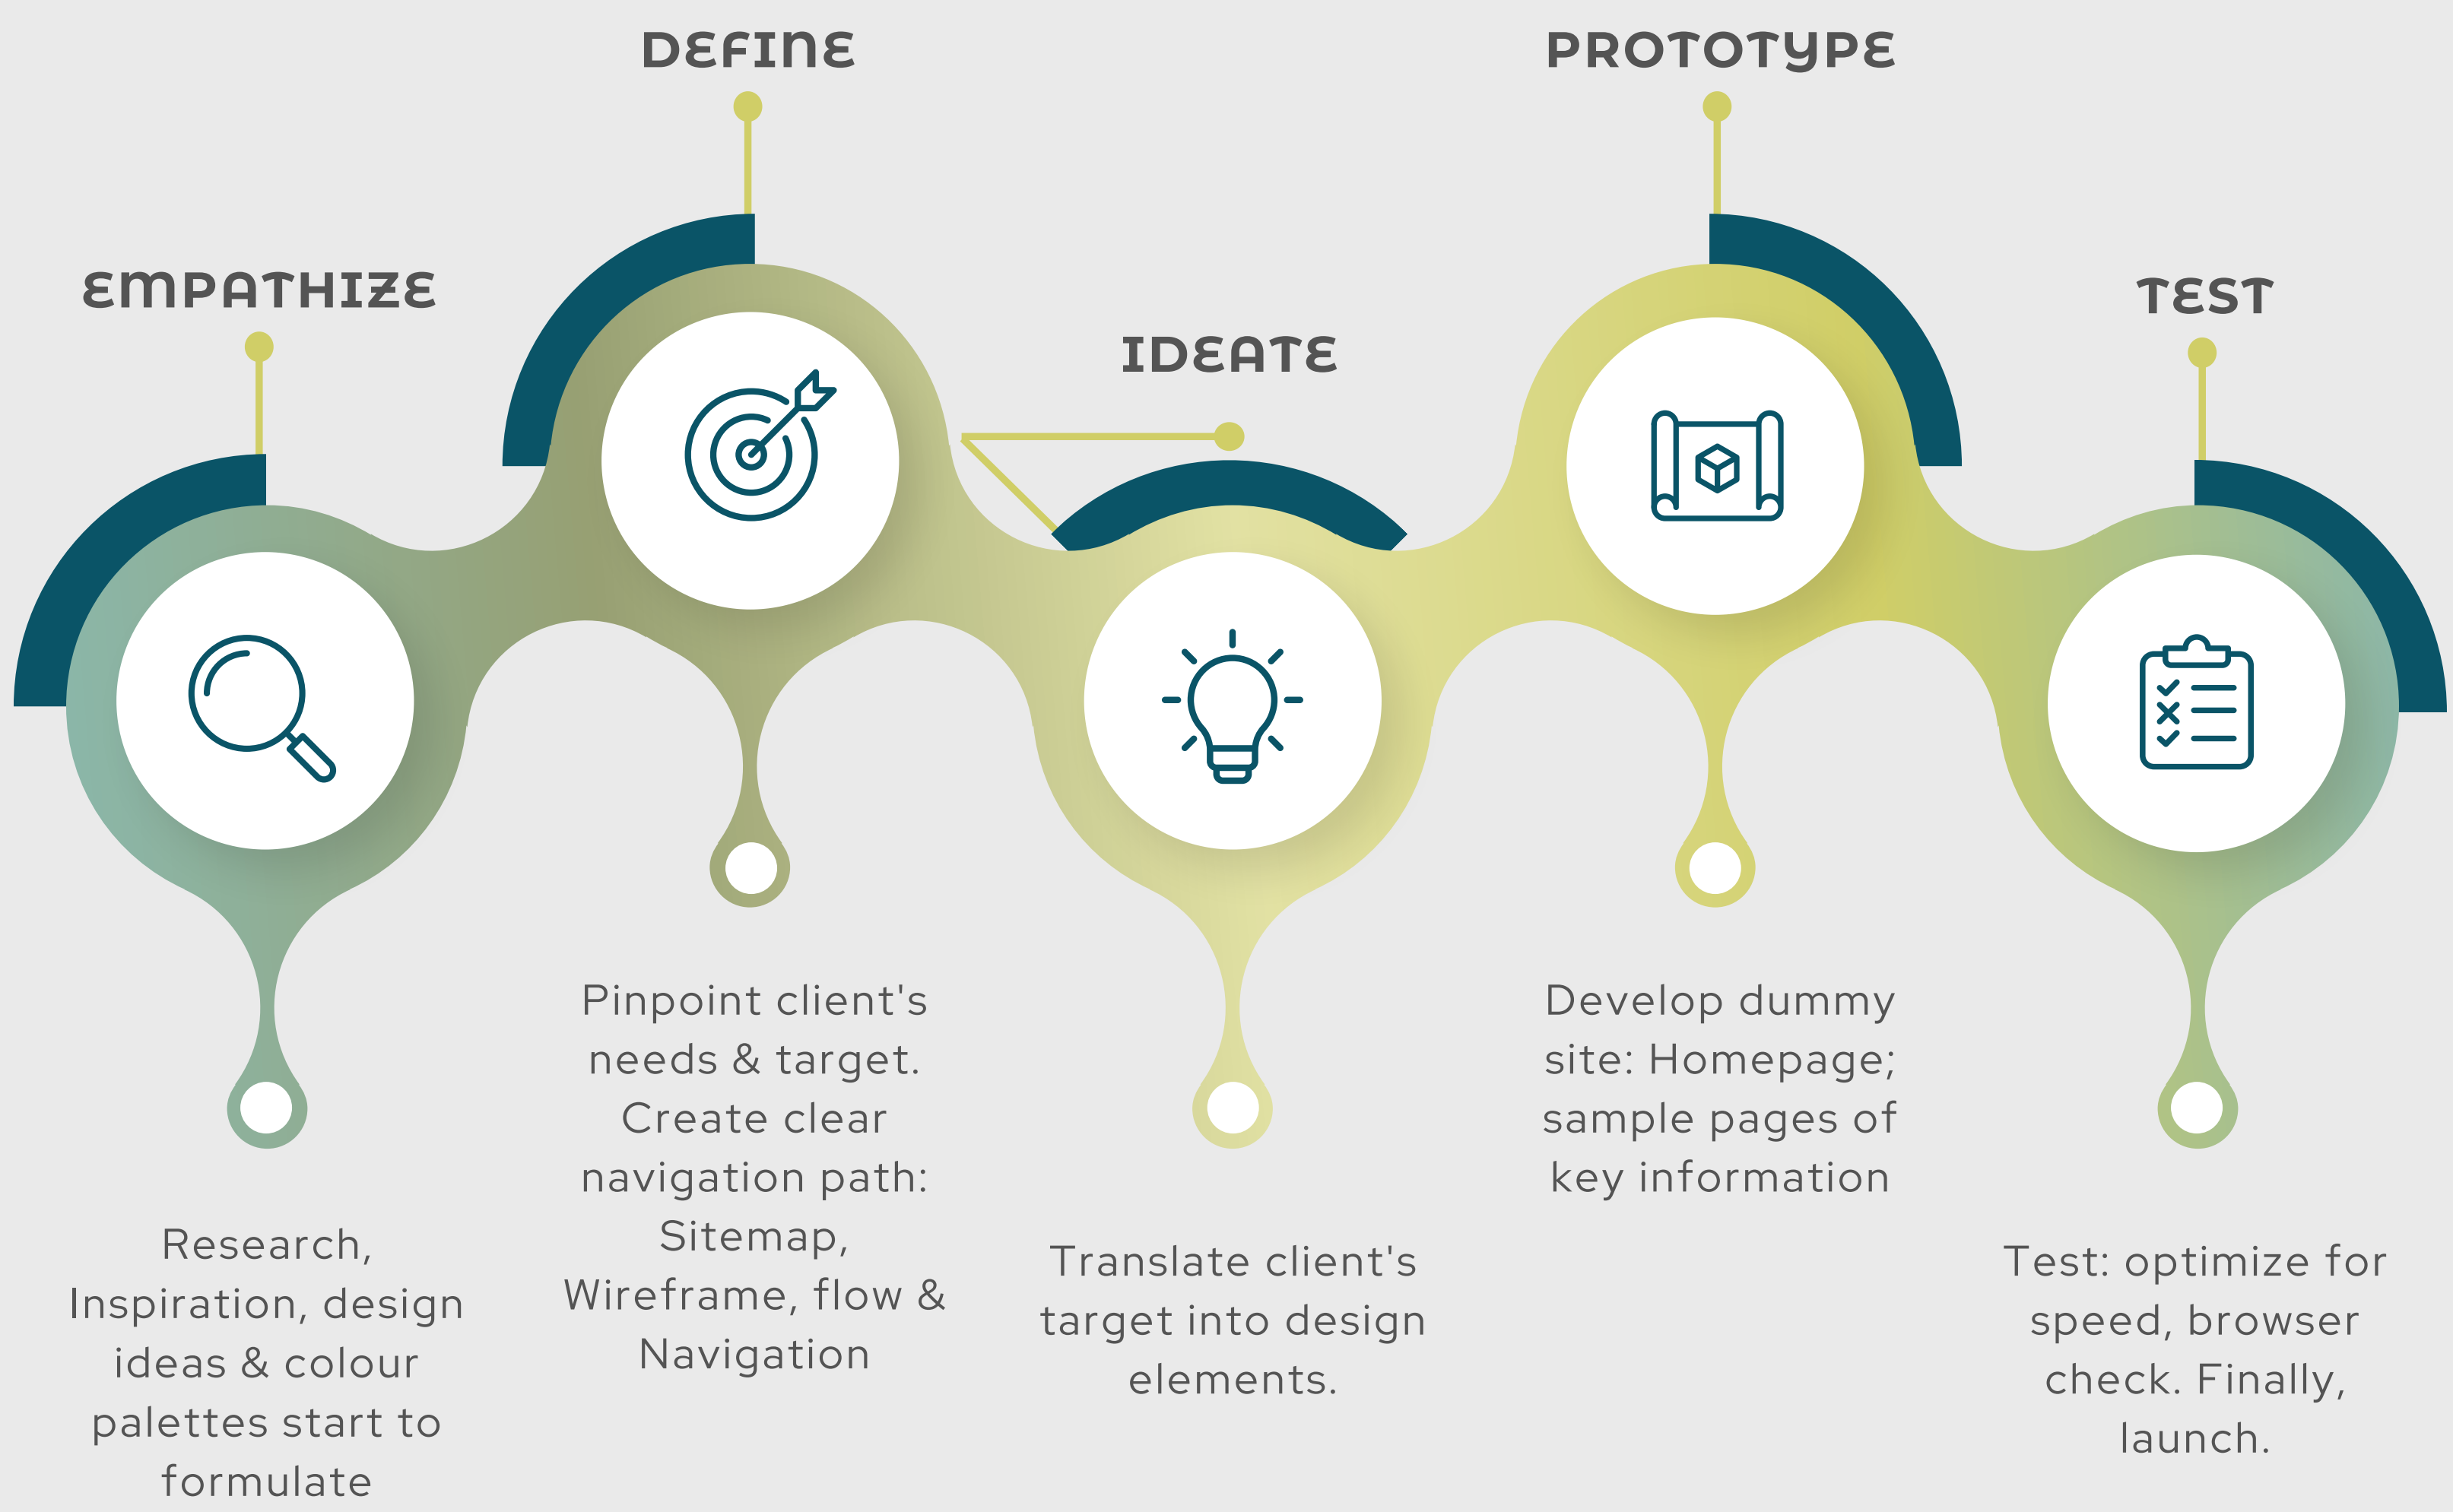 EMPATHIZE
Research,
Inspiration, design
ideas & colour
palettes start to
formulate
DEFINE
Pinpoint client's
needs & target.
Create clear
navigation path:
Sitemap,
Wireframe, flow &
Navigation
IDEATE
Translate client's
target into design
elements.
PROTOTYPE
Develop dummy
site: Homepage;
sample pages of
key information
TEST
Test: optimize for
speed, browser
check. Finally,
launch.